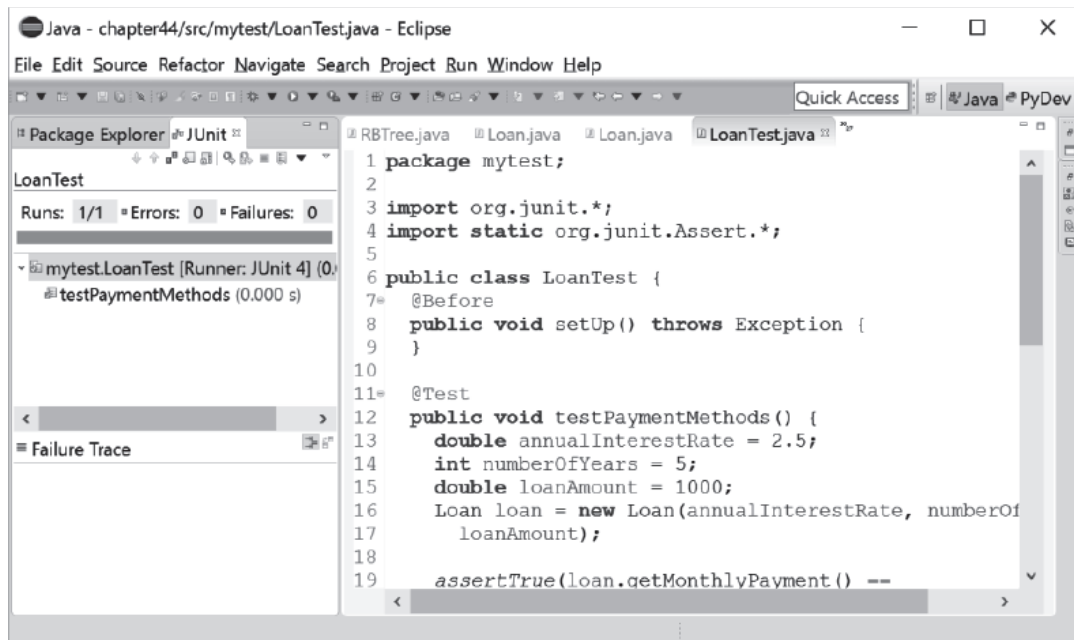 Java - chapter44/src/mytest/LoanTest.java - Eclipse
File Edit Source Refactor Navigate Search Project Run Window Help
Quick Access
Java
PyDev
Package Explorer
JUnit
LoanTest
Runs: 1/1 Errors: 0 Failures: 0
mytest.LoanTest [Runner: JUnit 4] (0.
testPaymentMethods (0.000 s)
Failure Trace
RBTree.java Loan.java Loan.java LoanTest.java
1 package mytest;
2
3 import org.junit.*;
4 import static org.junit.Assert.*;
5
6 public class LoanTest {
7 @Before
8 public void setUp() throws Exception {
9 }
10
11 @Test
12 public void testPaymentMethods() {
13 double annualInterestRate = 2.5;
14 int numberOfYears = 5;
15 double loanAmount = 1000;
16 Loan loan = new Loan(annualInterestRate, numberOf
17 loanAmount);
18
19 assertTrue(loan.getMonthlyPayment() ==